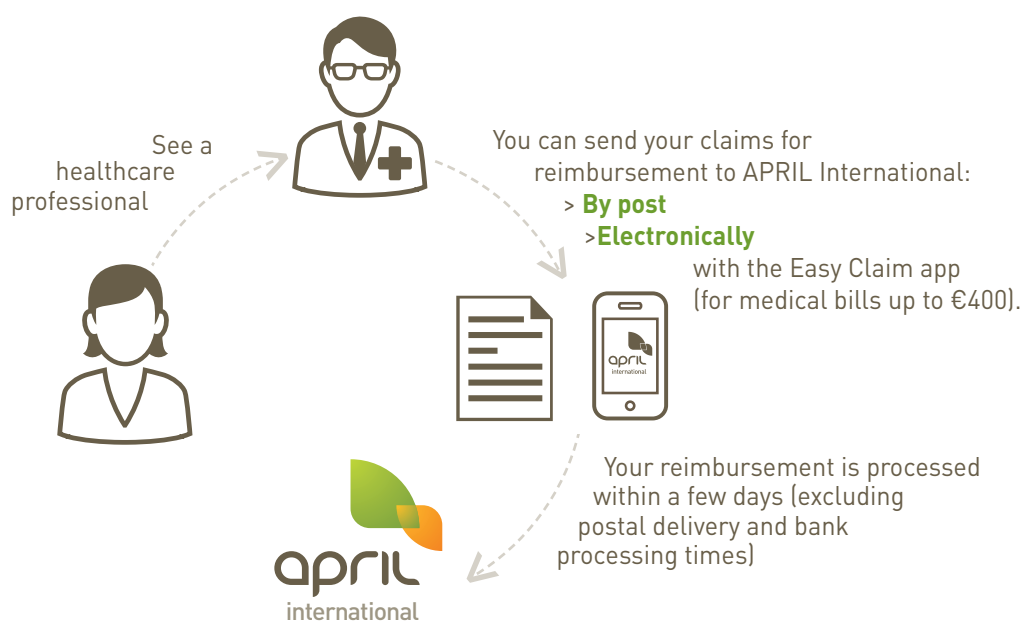 See a
healthcare
professional
You can send your claims for
reimbursement to APRIL International:
> By post
>Electronically
with the Easy Claim app
(for medical bills up to €400).
april
international
Your reimbursement is processed
within a few days (excluding
postal delivery and bank
processing times)
april
international